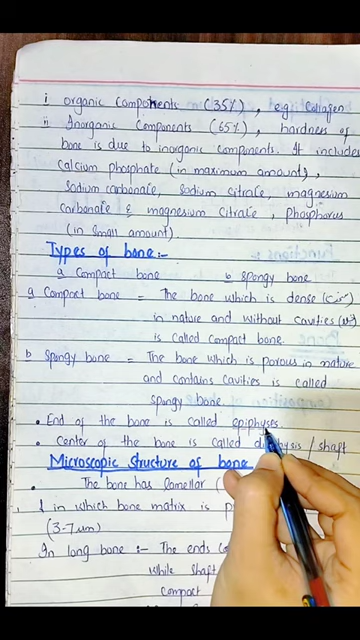 i organic components (35%), eg Collagen
ii Inorganic Components (65%), hardness of
bone is due to inorganic components. It includes
calcium phosphate (in maximum amount),
sodium carbonate, sodium citrate, magnesium
carbonate & magnesium citrate, phosphorus
(in small amount)
Types of bone:-
a compact bone b spongy bone
a Compact bone = The bone which is dense
in nature and without cavities
is called compact bone.
b Spongy bone = The bone which is porous in nature
and contains cavities is called
spongy bone.
• End of the bone is called epiphyses.
• Center of the bone is called diaphysis / shaft
Microscopic Structure of bone
• The bone has lamellar (
in which bone matrix is
(3-7um)
In long bone :- The ends
while shaft
compact